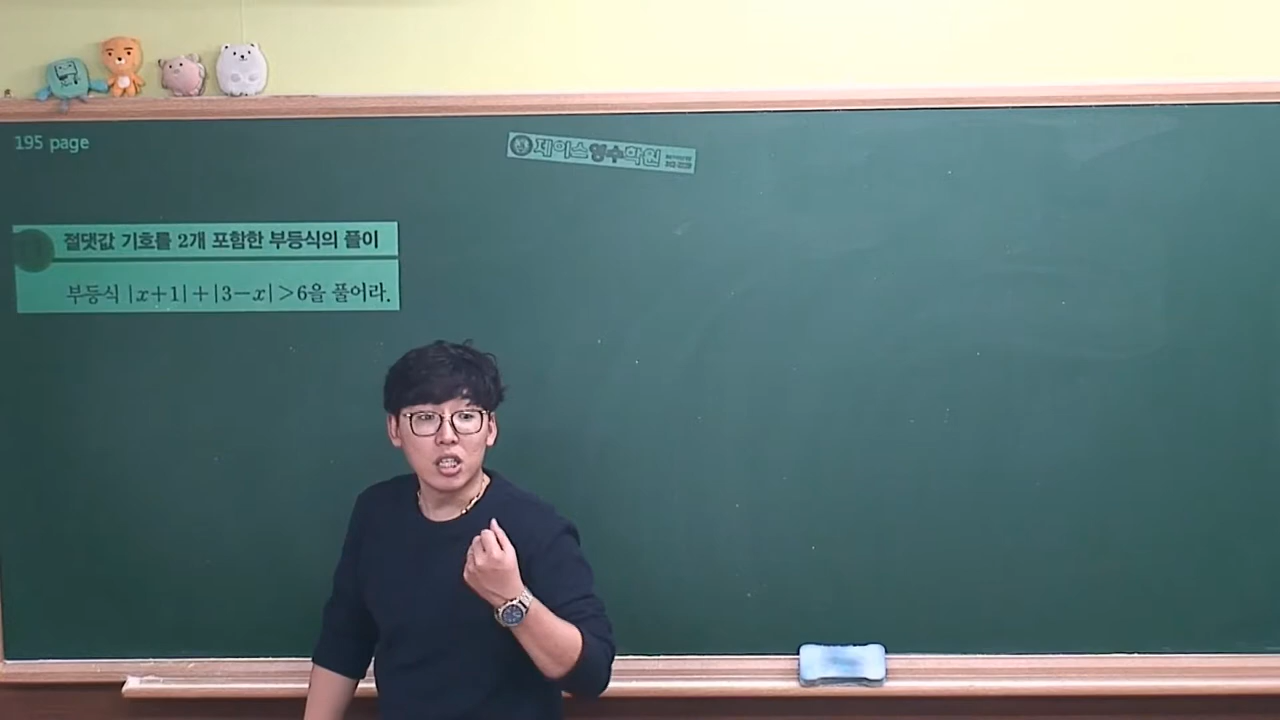 195 page
제이스영수학원
절댓값 기호를 2개 포함한 부등식의 풀이
부등식 |x+1|+|3-x|>6을 풀어라.